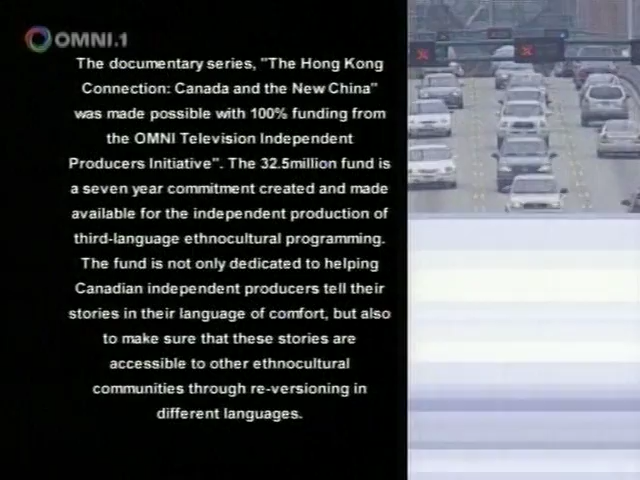 OMNI.1
The documentary series, "The Hong Kong
Connection: Canada and the New China"
was made possible with 100% funding from
the OMNI Television Independent
Producers Initiative". The 32.5million fund is
a seven year commitment created and made
available for the independent production of
third-language ethnocultural programming.
The fund is not only dedicated to helping
Canadian independent producers tell their
stories in their language of comfort, but also
to make sure that these stories are
accessible to other ethnocultural
communities through re-versioning in
different languages.